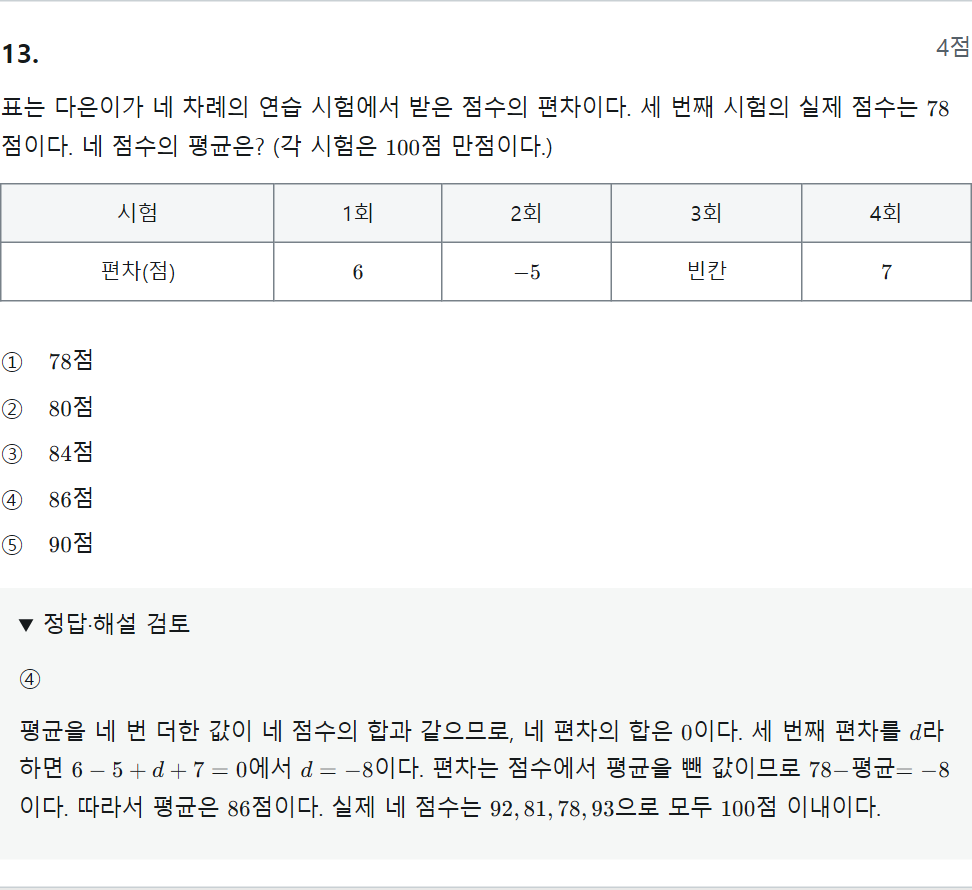 13.
4점
표는 다은이가 네 차례의 연습 시험에서 받은 점수의 편차이다. 세 번째 시험의 실제 점수는 78
점이다. 네 점수의 평균은? (각 시험은 100점 만점이다.)
시험 1회 2회 3회 4회
편차(점) 6 −5 빈칸 7
① 78점
② 80점
③ 84점
④ 86점
⑤ 90점
▼ 정답·해설 검토
④
평균을 네 번 더한 값이 네 점수의 합과 같으므로, 네 편차의 합은 0이다. 세 번째 편차를 d라
하면 6 − 5 + d + 7 = 0에서 d = −8이다. 편차는 점수에서 평균을 뺀 값이므로 78−평균= −8
이다. 따라서 평균은 86점이다. 실제 네 점수는 92, 81, 78, 93으로 모두 100점 이내이다.